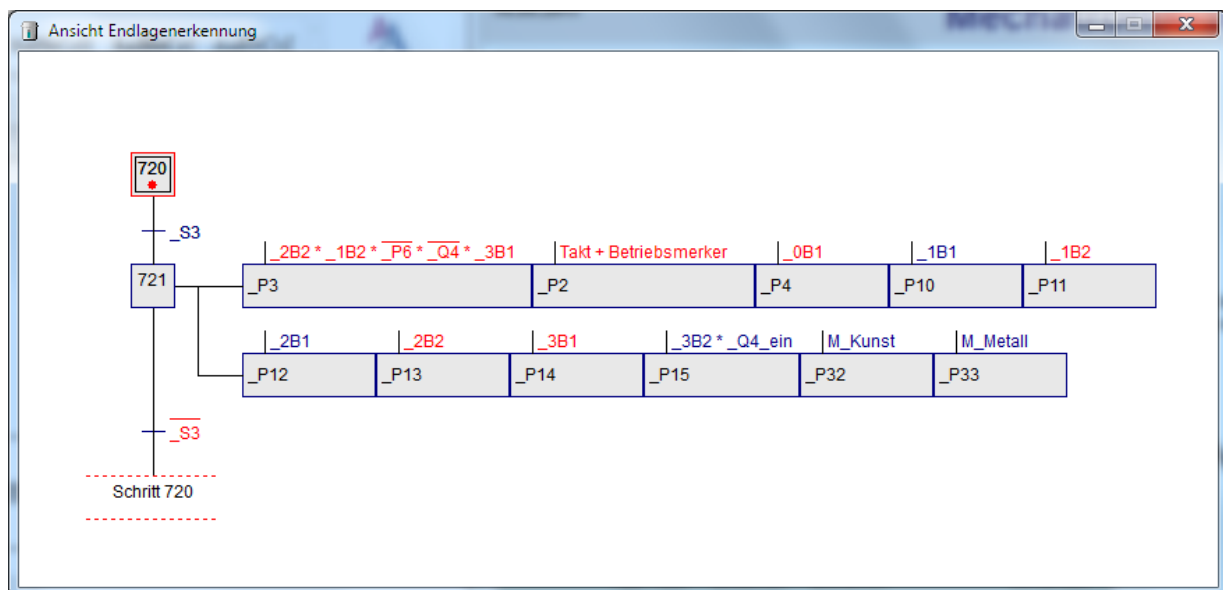 Ansicht Endlagenerkennung
Mecha
720
_S3
_2B2 * _1B2 * _P6 * _Q4 * _3B1 Takt + Betriebsmerker _0B1 _1B1 _1B2
721 _P3 _P2 _P4 _P10 _P11
_2B1 _2B2 _3B1 _3B2 * _Q4_ein M_Kunst M_Metall
_P12 _P13 _P14 _P15 _P32 _P33
_S3
Schritt 720